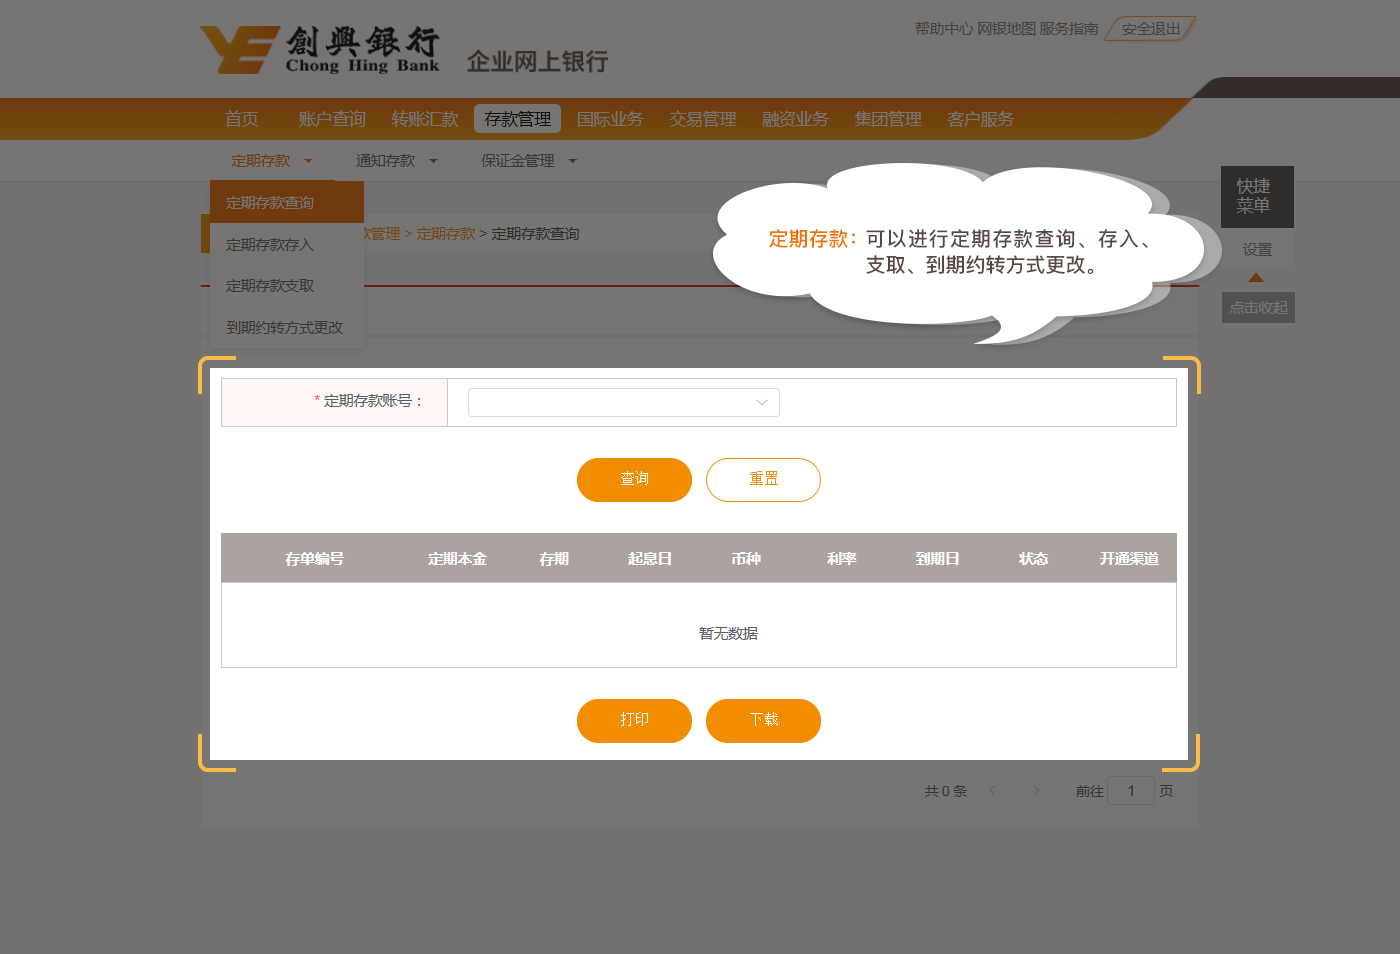 創興銀行
Chong Hing Bank
企业网上银行
帮助中心 网银地图 服务指南 安全退出
首页 账户查询 转账汇款 存款管理 国际业务 交易管理 融资业务 集团管理 客户服务
定期存款 通知存款 保证金管理
定期存款查询
定期存款存入
定期存款支取
到期约转方式更改
款管理 > 定期存款 > 定期存款查询
定期存款：可以进行定期存款查询、存入、
支取、到期约转方式更改。
快捷
菜单
设置
点击收起
* 定期存款账号：
查询 重置
存单编号 定期本金 存期 起息日 币种 利率 到期日 状态 开通渠道
暂无数据
打印 下载
共 0 条 < > 前往 1 页